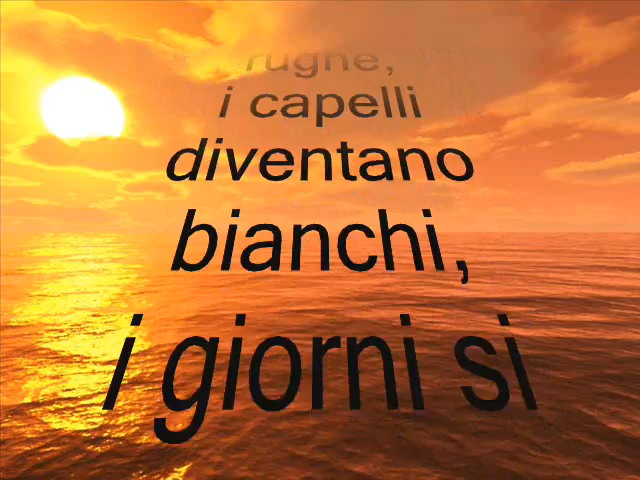 rughe,
i capelli
diventano
bianchi,
i giorni si